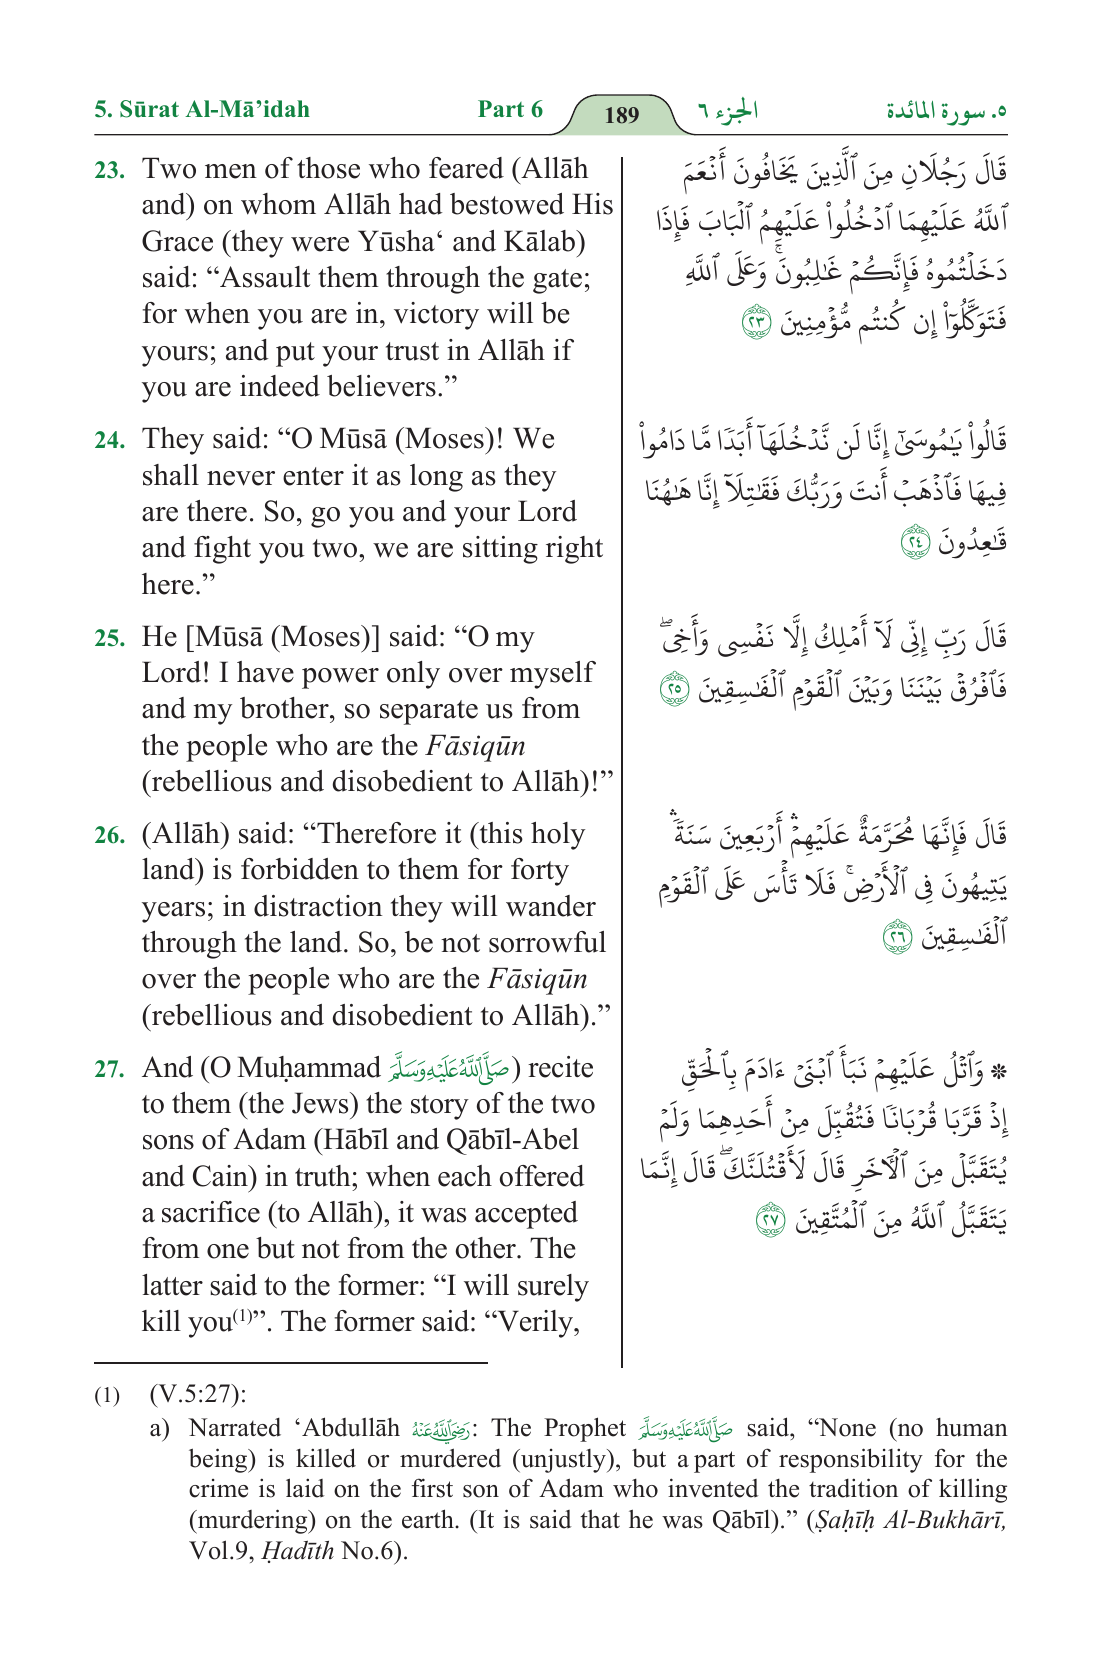 5. Sūrat Al-Mā’idah
Part 6
189
الجزء ٦
٥. سورة المائدة
23. Two men of those who feared (Allāh
and) on whom Allāh had bestowed His
Grace (they were Yūsha‘ and Kālab)
said: “Assault them through the gate;
for when you are in, victory will be
yours; and put your trust in Allāh if
you are indeed believers.”
قَالَ رَجُلَانِ مِنَ ٱلَّذِينَ يَخَافُونَ أَنۡعَمَ
ٱللَّهُ عَلَيۡهِمَا ٱدۡخُلُواْ عَلَيۡهِمُ ٱلۡبَابَ فَإِذَا
دَخَلۡتُمُوهُ فَإِنَّكُمۡ غَٰلِبُونَۚ وَعَلَى ٱللَّهِ
فَتَوَكَّلُوٓاْ إِن كُنتُم مُّؤۡمِنِينَ ٢٣
24. They said: “O Mūsā (Moses)! We
shall never enter it as long as they
are there. So, go you and your Lord
and fight you two, we are sitting right
here.”
قَالُواْ يَٰمُوسَىٰٓ إِنَّا لَن نَّدۡخُلَهَآ أَبَدٗا مَّا دَامُواْ
فِيهَا فَٱذۡهَبۡ أَنتَ وَرَبُّكَ فَقَٰتِلَآ إِنَّا هَٰهُنَا
قَٰعِدُونَ ٢٤
25. He [Mūsā (Moses)] said: “O my
Lord! I have power only over myself
and my brother, so separate us from
the people who are the Fāsiqūn
(rebellious and disobedient to Allāh)!”
قَالَ رَبِّ إِنِّي لَآ أَمۡلِكُ إِلَّا نَفۡسِي وَأَخِيۖ
فَٱفۡرُقۡ بَيۡنَنَا وَبَيۡنَ ٱلۡقَوۡمِ ٱلۡفَٰسِقِينَ ٢٥
26. (Allāh) said: “Therefore it (this holy
land) is forbidden to them for forty
years; in distraction they will wander
through the land. So, be not sorrowful
over the people who are the Fāsiqūn
(rebellious and disobedient to Allāh).”
قَالَ فَإِنَّهَا مُحَرَّمَةٌ عَلَيۡهِمۡۛ أَرۡبَعِينَ سَنَةٗۛ
يَتِيهُونَ فِي ٱلۡأَرۡضِۚ فَلَا تَأۡسَ عَلَى ٱلۡقَوۡمِ
ٱلۡفَٰسِقِينَ ٢٦
27. And (O Muḥammad صَلَّى اللَّهُ عَلَيْهِ وَسَلَّمَ) recite
to them (the Jews) the story of the two
sons of Adam (Hābīl and Qābīl-Abel
and Cain) in truth; when each offered
a sacrifice (to Allāh), it was accepted
from one but not from the other. The
latter said to the former: “I will surely
kill you(1)”. The former said: “Verily,
۞ وَٱتۡلُ عَلَيۡهِمۡ نَبَأَ ٱبۡنَيۡ ءَادَمَ بِٱلۡحَقِّ
إِذۡ قَرَّبَا قُرۡبَانٗا فَتُقُبِّلَ مِنۡ أَحَدِهِمَا وَلَمۡ
يُتَقَبَّلۡ مِنَ ٱلۡأٓخَرِ قَالَ لَأَقۡتُلَنَّكَۖ قَالَ إِنَّمَا
يَتَقَبَّلُ ٱللَّهُ مِنَ ٱلۡمُتَّقِينَ ٢٧
(1) (V.5:27):
a) Narrated ‘Abdullāh رَضِيَ اللَّهُ عَنْهُ: The Prophet صَلَّى اللَّهُ عَلَيْهِ وَسَلَّمَ said, “None (no human
being) is killed or murdered (unjustly), but a part of responsibility for the
crime is laid on the first son of Adam who invented the tradition of killing
(murdering) on the earth. (It is said that he was Qābīl).” (Ṣaḥīḥ Al-Bukhārī,
Vol.9, Ḥadīth No.6).